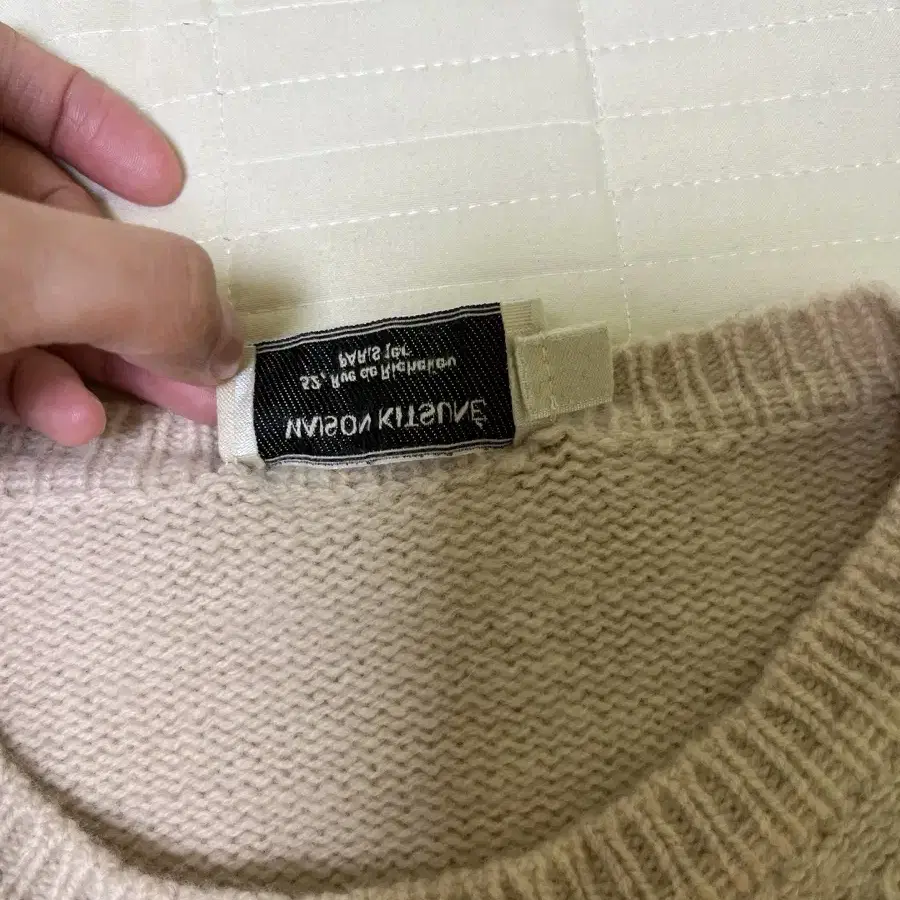 MAISON KITSUNÉ
52, Rue de Richelieu
PARIS 1er